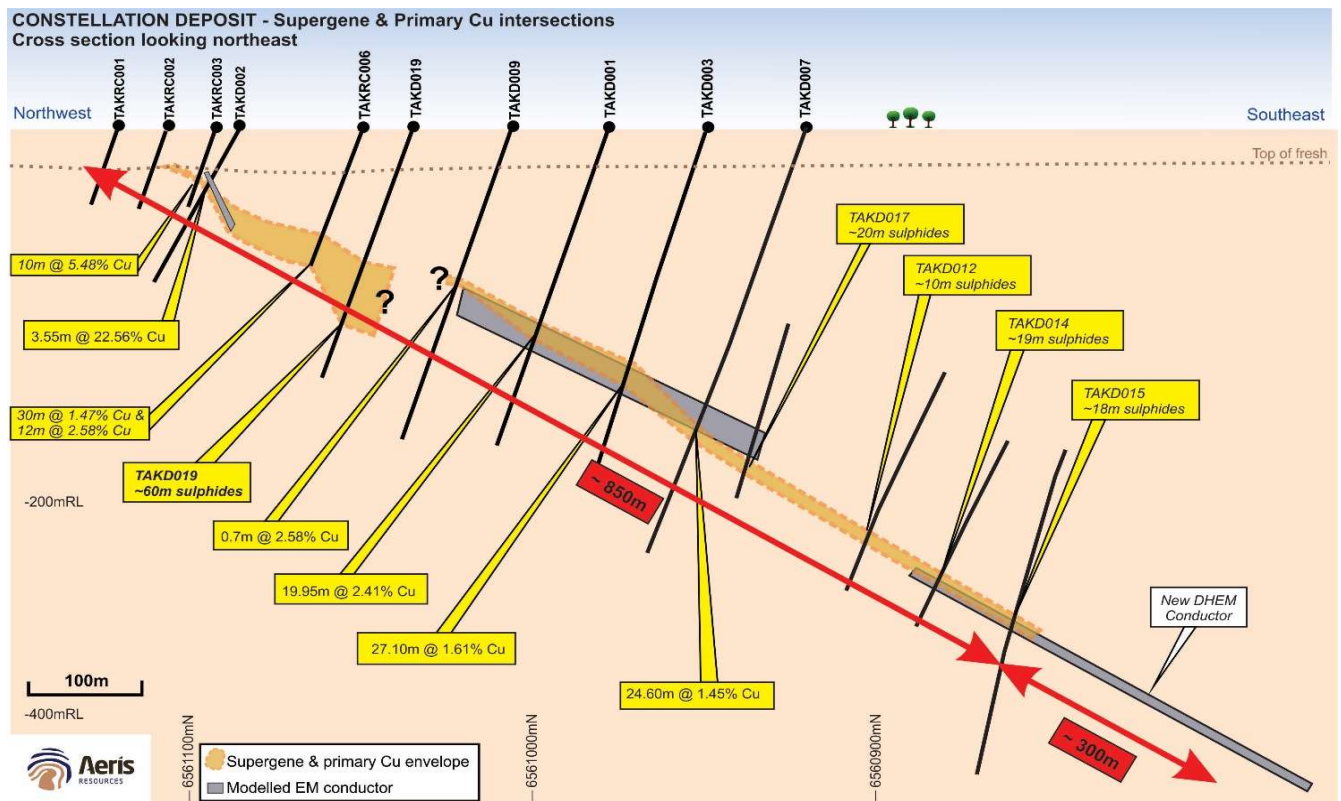 CONSTELLATION DEPOSIT - Supergene & Primary Cu intersections
Cross section looking northeast
TAKRC001
TAKRC002
TAKRC003
TAKD002
TAKRC006
TAKD019
TAKD009
TAKD001
TAKD003
TAKD007
Northwest
Southeast
Top of fresh
TAKD017
~20m sulphides
TAKD012
~10m sulphides
10m @ 5.48% Cu
?
?
TAKD014
~19m sulphides
3.55m @ 22.56% Cu
TAKD015
~18m sulphides
30m @ 1.47% Cu &
12m @ 2.58% Cu
TAKD019
~60m sulphides
~ 850m
-200mRL
0.7m @ 2.58% Cu
19.95m @ 2.41% Cu
New DHEM
Conductor
27.10m @ 1.61% Cu
24.60m @ 1.45% Cu
100m
-400mRL
~ 300m
6561100mN
6561000mN
6560900mN
Aeris
RESOURCES
Supergene & primary Cu envelope
Modelled EM conductor